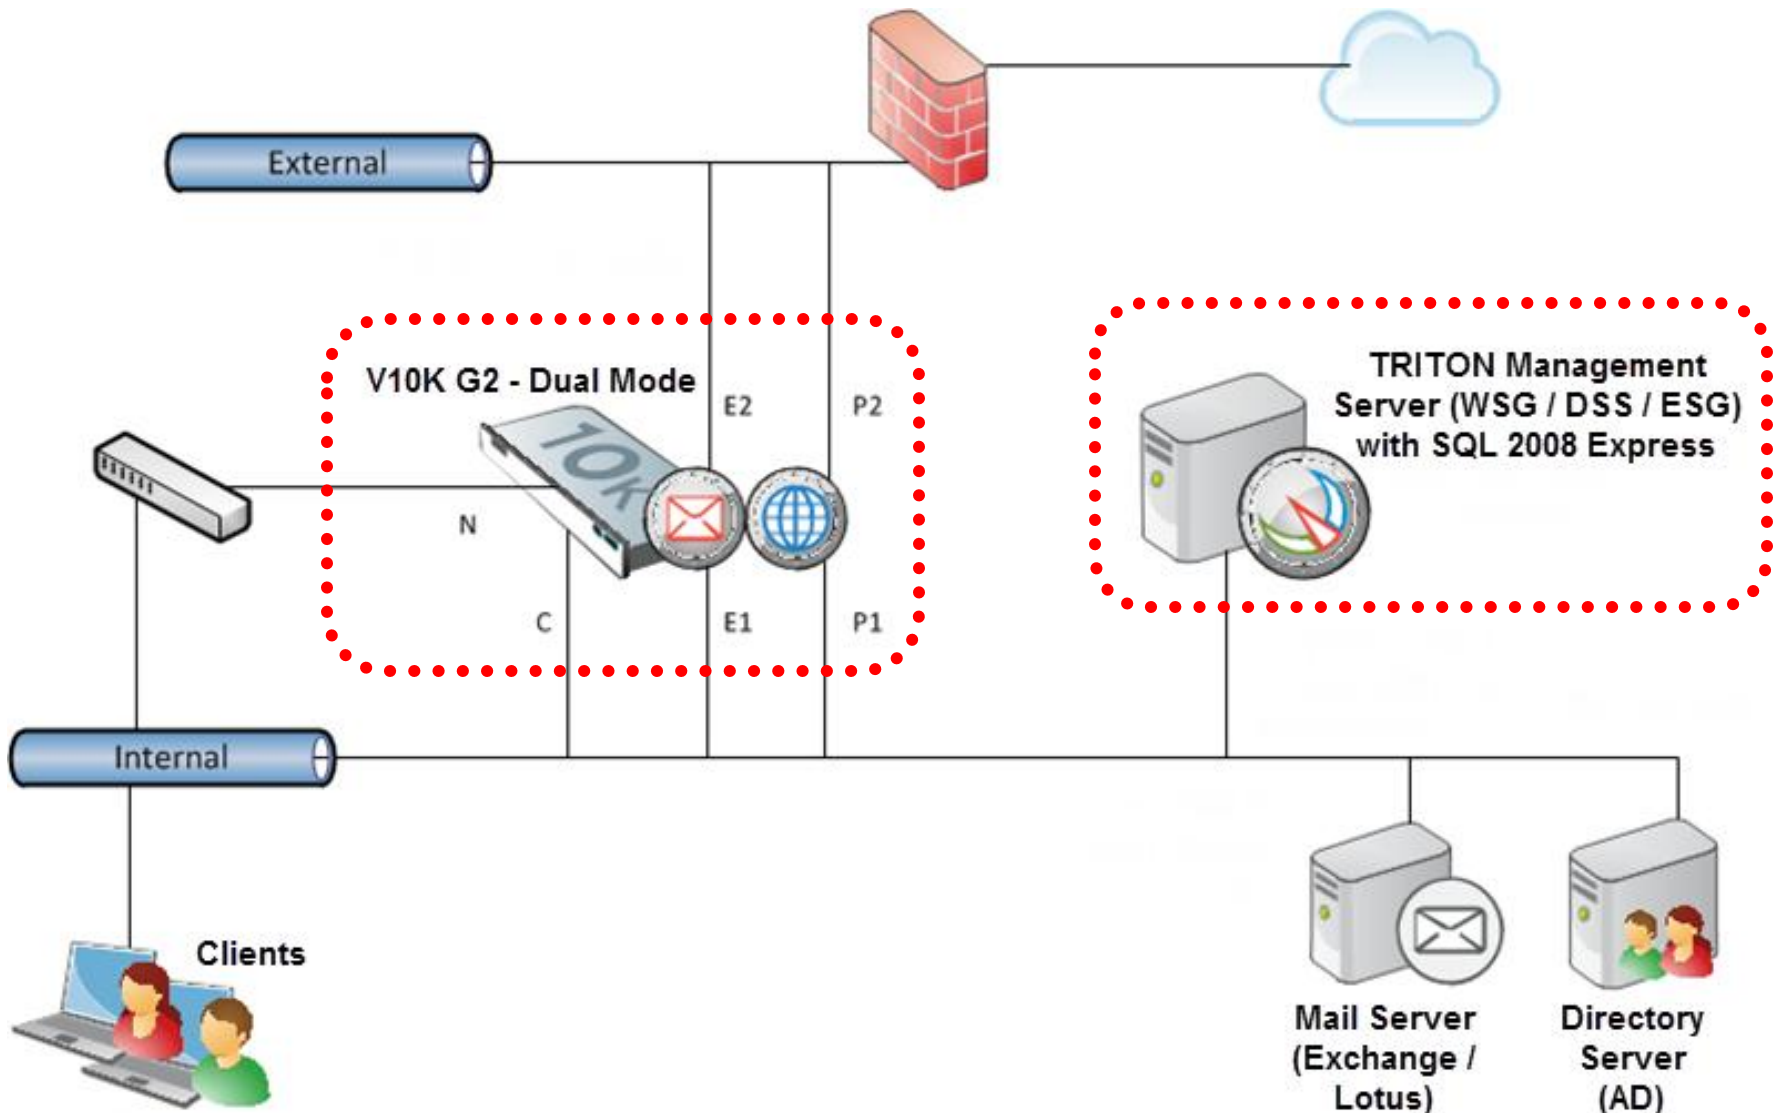 External
V10K G2 - Dual Mode
E2
P2
TRITON Management
Server (WSG / DSS / ESG)
with SQL 2008 Express
10K
N
C
E1
P1
Internal
Clients
Mail Server
(Exchange /
Lotus)
Directory
Server
(AD)